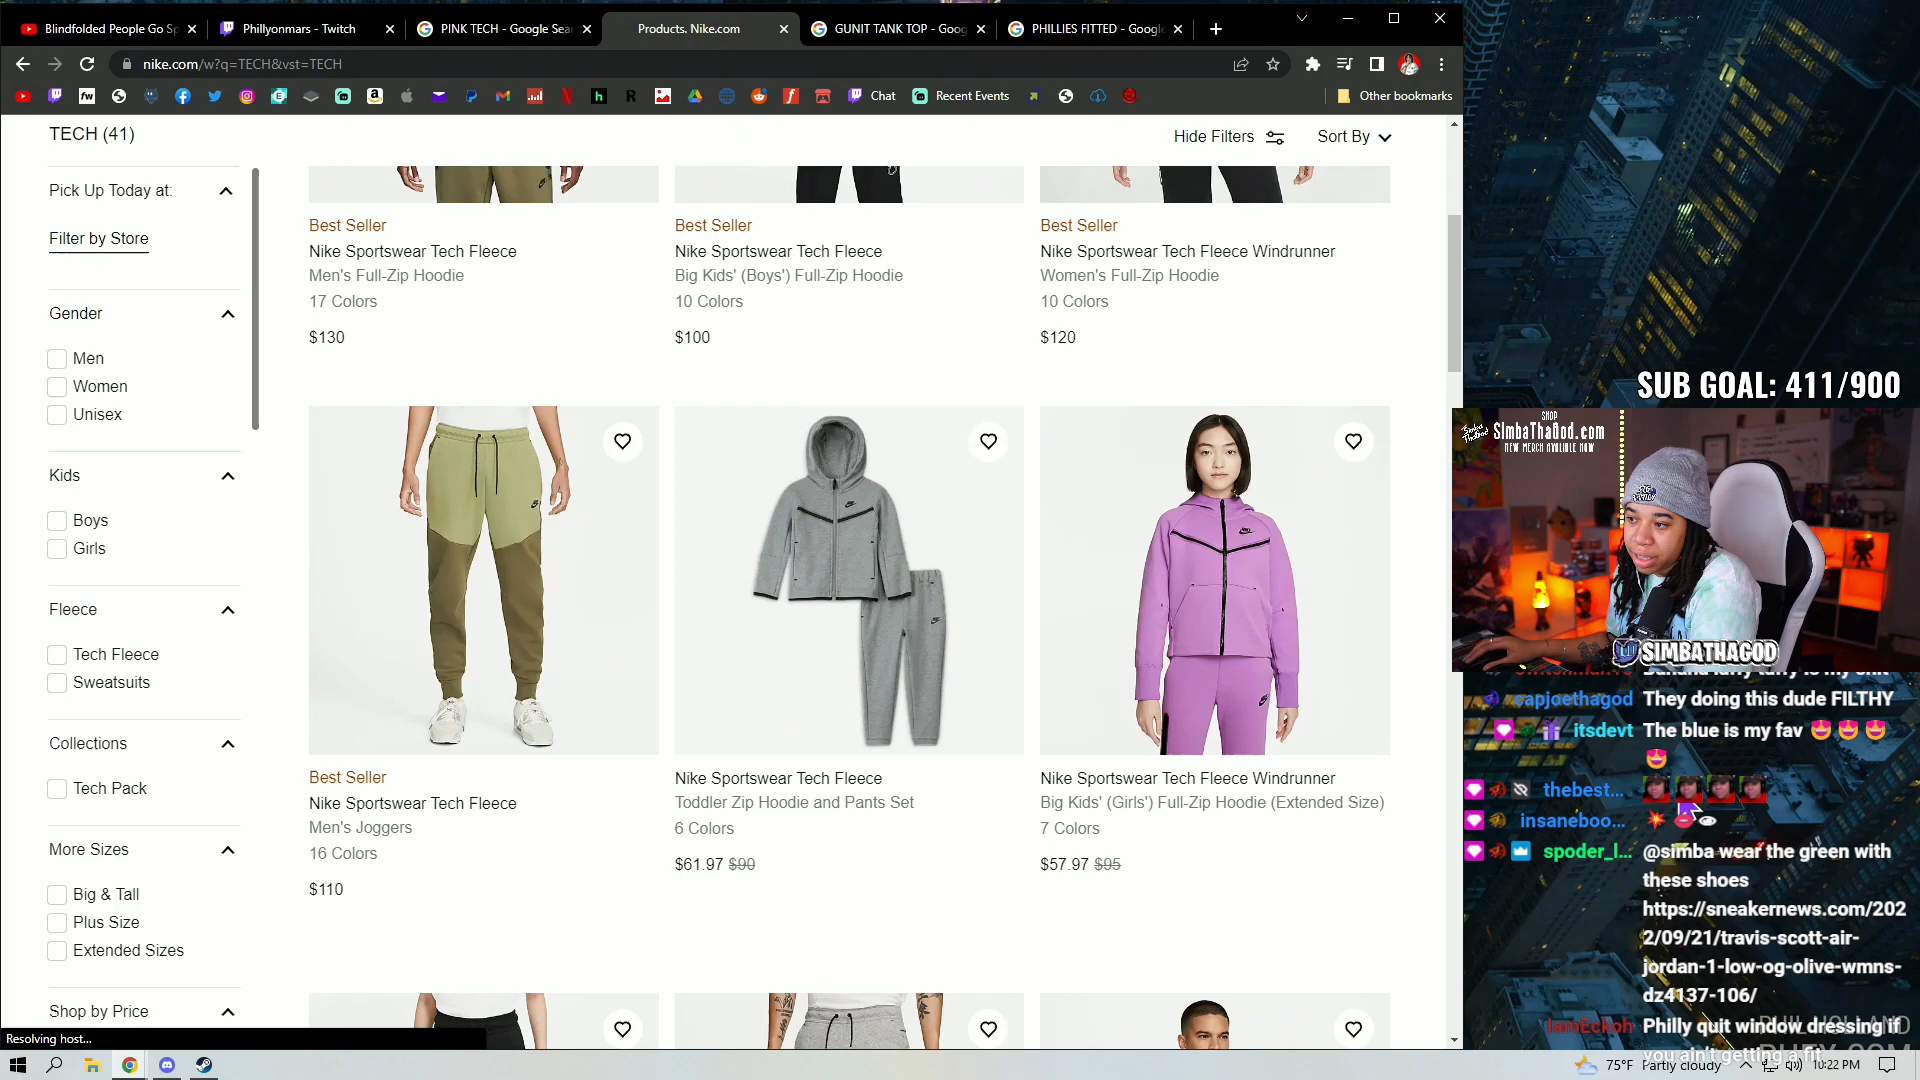 Blindfolded People Go Sp
Phillyonmars - Twitch
PINK TECH - Google Sear
Products. Nike.com
GUNIT TANK TOP - Goog
PHILLIES FITTED - Google
nike.com/w?q=TECH&vst=TECH
Chat
Recent Events
Other bookmarks
TECH (41)
Hide Filters
Sort By
Pick Up Today at:
Filter by Store
Gender
Men
Women
Unisex
Kids
Boys
Girls
Fleece
Tech Fleece
Sweatsuits
Collections
Tech Pack
More Sizes
Big & Tall
Plus Size
Extended Sizes
Shop by Price
Best Seller
Nike Sportswear Tech Fleece
Men's Full-Zip Hoodie
17 Colors
$130
Best Seller
Nike Sportswear Tech Fleece
Big Kids' (Boys') Full-Zip Hoodie
10 Colors
$100
Best Seller
Nike Sportswear Tech Fleece Windrunner
Women's Full-Zip Hoodie
10 Colors
$120
Best Seller
Nike Sportswear Tech Fleece
Men's Joggers
16 Colors
$110
Nike Sportswear Tech Fleece
Toddler Zip Hoodie and Pants Set
6 Colors
$61.97 $90
Nike Sportswear Tech Fleece Windrunner
Big Kids' (Girls') Full-Zip Hoodie (Extended Size)
7 Colors
$57.97 $95
SUB GOAL: 411/900
SHOP
SImbaThaGod.com
NEW MERCH AVAILABLE NOW
SIMBATHAGOD
capjoethagod They doing this dude FILTHY
itsdevt The blue is my fav
thebest...
insaneboo...
spoder_l... @simba wear the green with
these shoes
https://sneakernews.com/202
2/09/21/travis-scott-air-
jordan-1-low-og-olive-wmns-
dz4137-106/
IamEckoh Philly quit window dressing if
you ain't getting a fit
Resolving host...
75°F Partly cloudy
10:22 PM